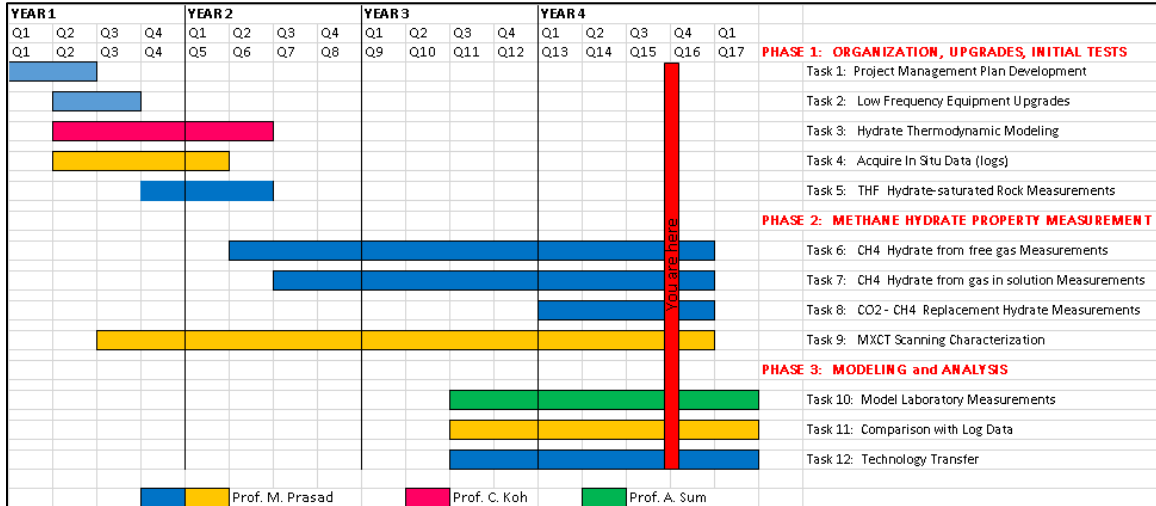 YEAR 1 YEAR 2 YEAR 3 YEAR 4
Q1 Q2 Q3 Q4 Q1 Q2 Q3 Q4 Q1 Q2 Q3 Q4 Q1 Q2 Q3 Q4 Q1
Q1 Q2 Q3 Q4 Q5 Q6 Q7 Q8 Q9 Q10 Q11 Q12 Q13 Q14 Q15 Q16 Q17 PHASE 1: ORGANIZATION, UPGRADES, INITIAL TESTS
Task 1: Project Management Plan Development
Task 2: Low Frequency Equipment Upgrades
Task 3: Hydrate Thermodynamic Modeling
Task 4: Acquire In Situ Data (logs)
Task 5: THF Hydrate-saturated Rock Measurements
PHASE 2: METHANE HYDRATE PROPERTY MEASUREMENT
Task 6: CH4 Hydrate from free gas Measurements
Task 7: CH4 Hydrate from gas in solution Measurements
Task 8: CO2 - CH4 Replacement Hydrate Measurements
Task 9: MXCT Scanning Characterization
PHASE 3: MODELING and ANALYSIS
Task 10: Model Laboratory Measurements
Task 11: Comparison with Log Data
Task 12: Technology Transfer
You are here
Prof. M. Prasad Prof. C. Koh Prof. A. Sum